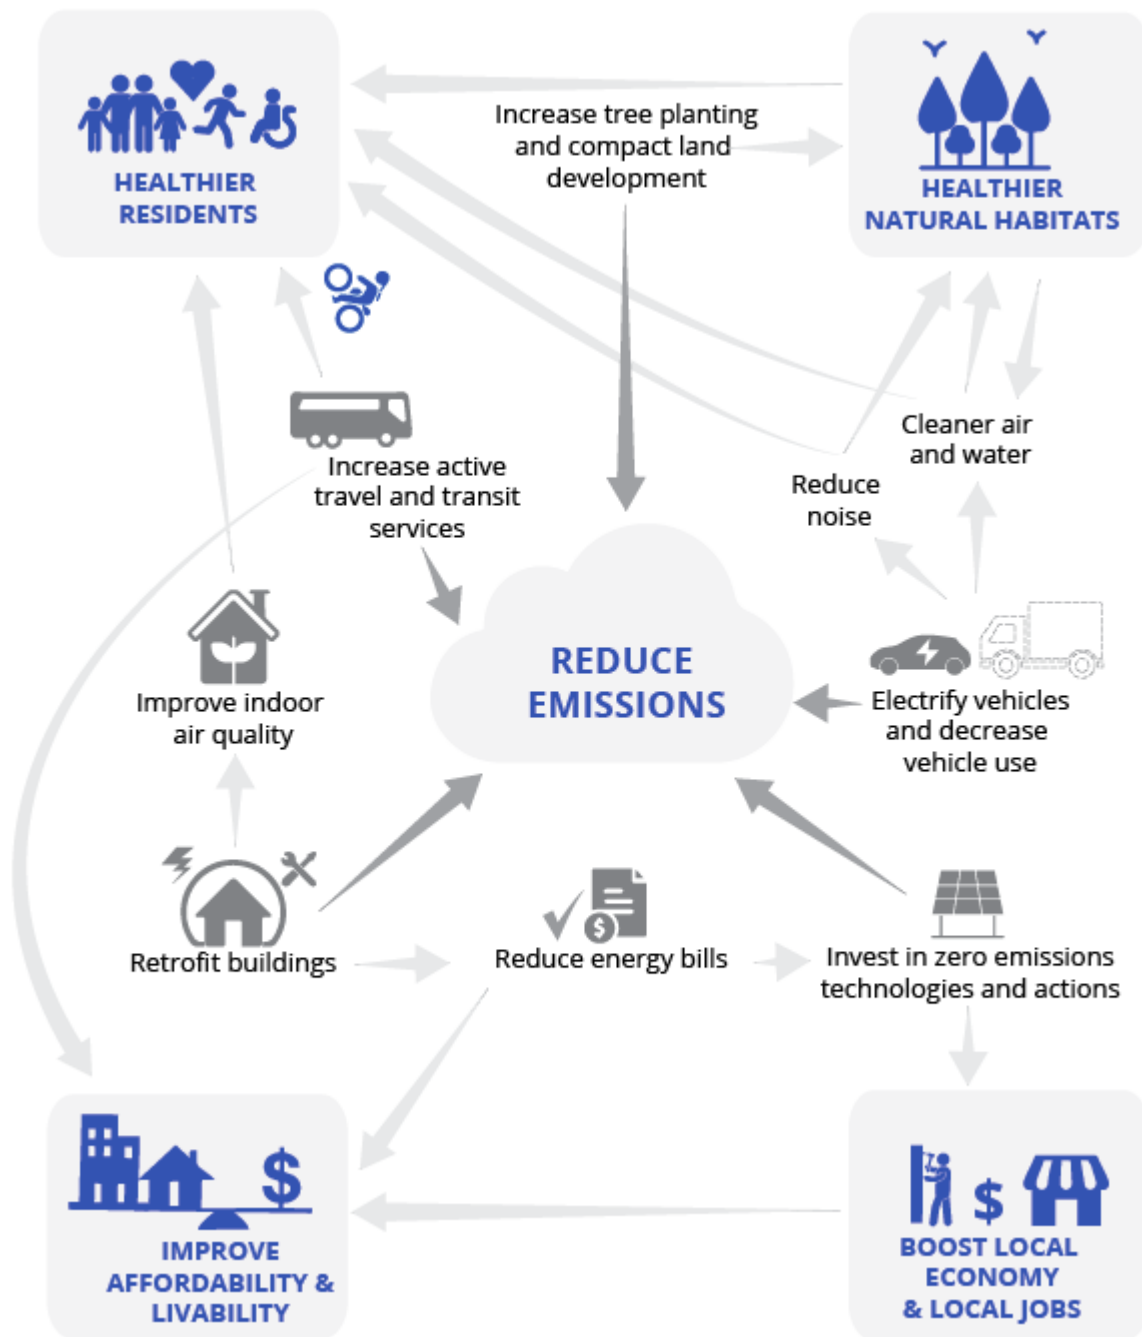 HEALTHIER
RESIDENTS
Increase tree planting
and compact land
development
HEALTHIER
NATURAL HABITATS
Increase active
travel and transit
services
Cleaner air
and water
Reduce
noise
REDUCE
EMISSIONS
Improve indoor
air quality
Electrify vehicles
and decrease
vehicle use
Retrofit buildings
$
Reduce energy bills
Invest in zero emissions
technologies and actions
$
IMPROVE
AFFORDABILITY &
LIVABILITY
$
BOOST LOCAL
ECONOMY
& LOCAL JOBS